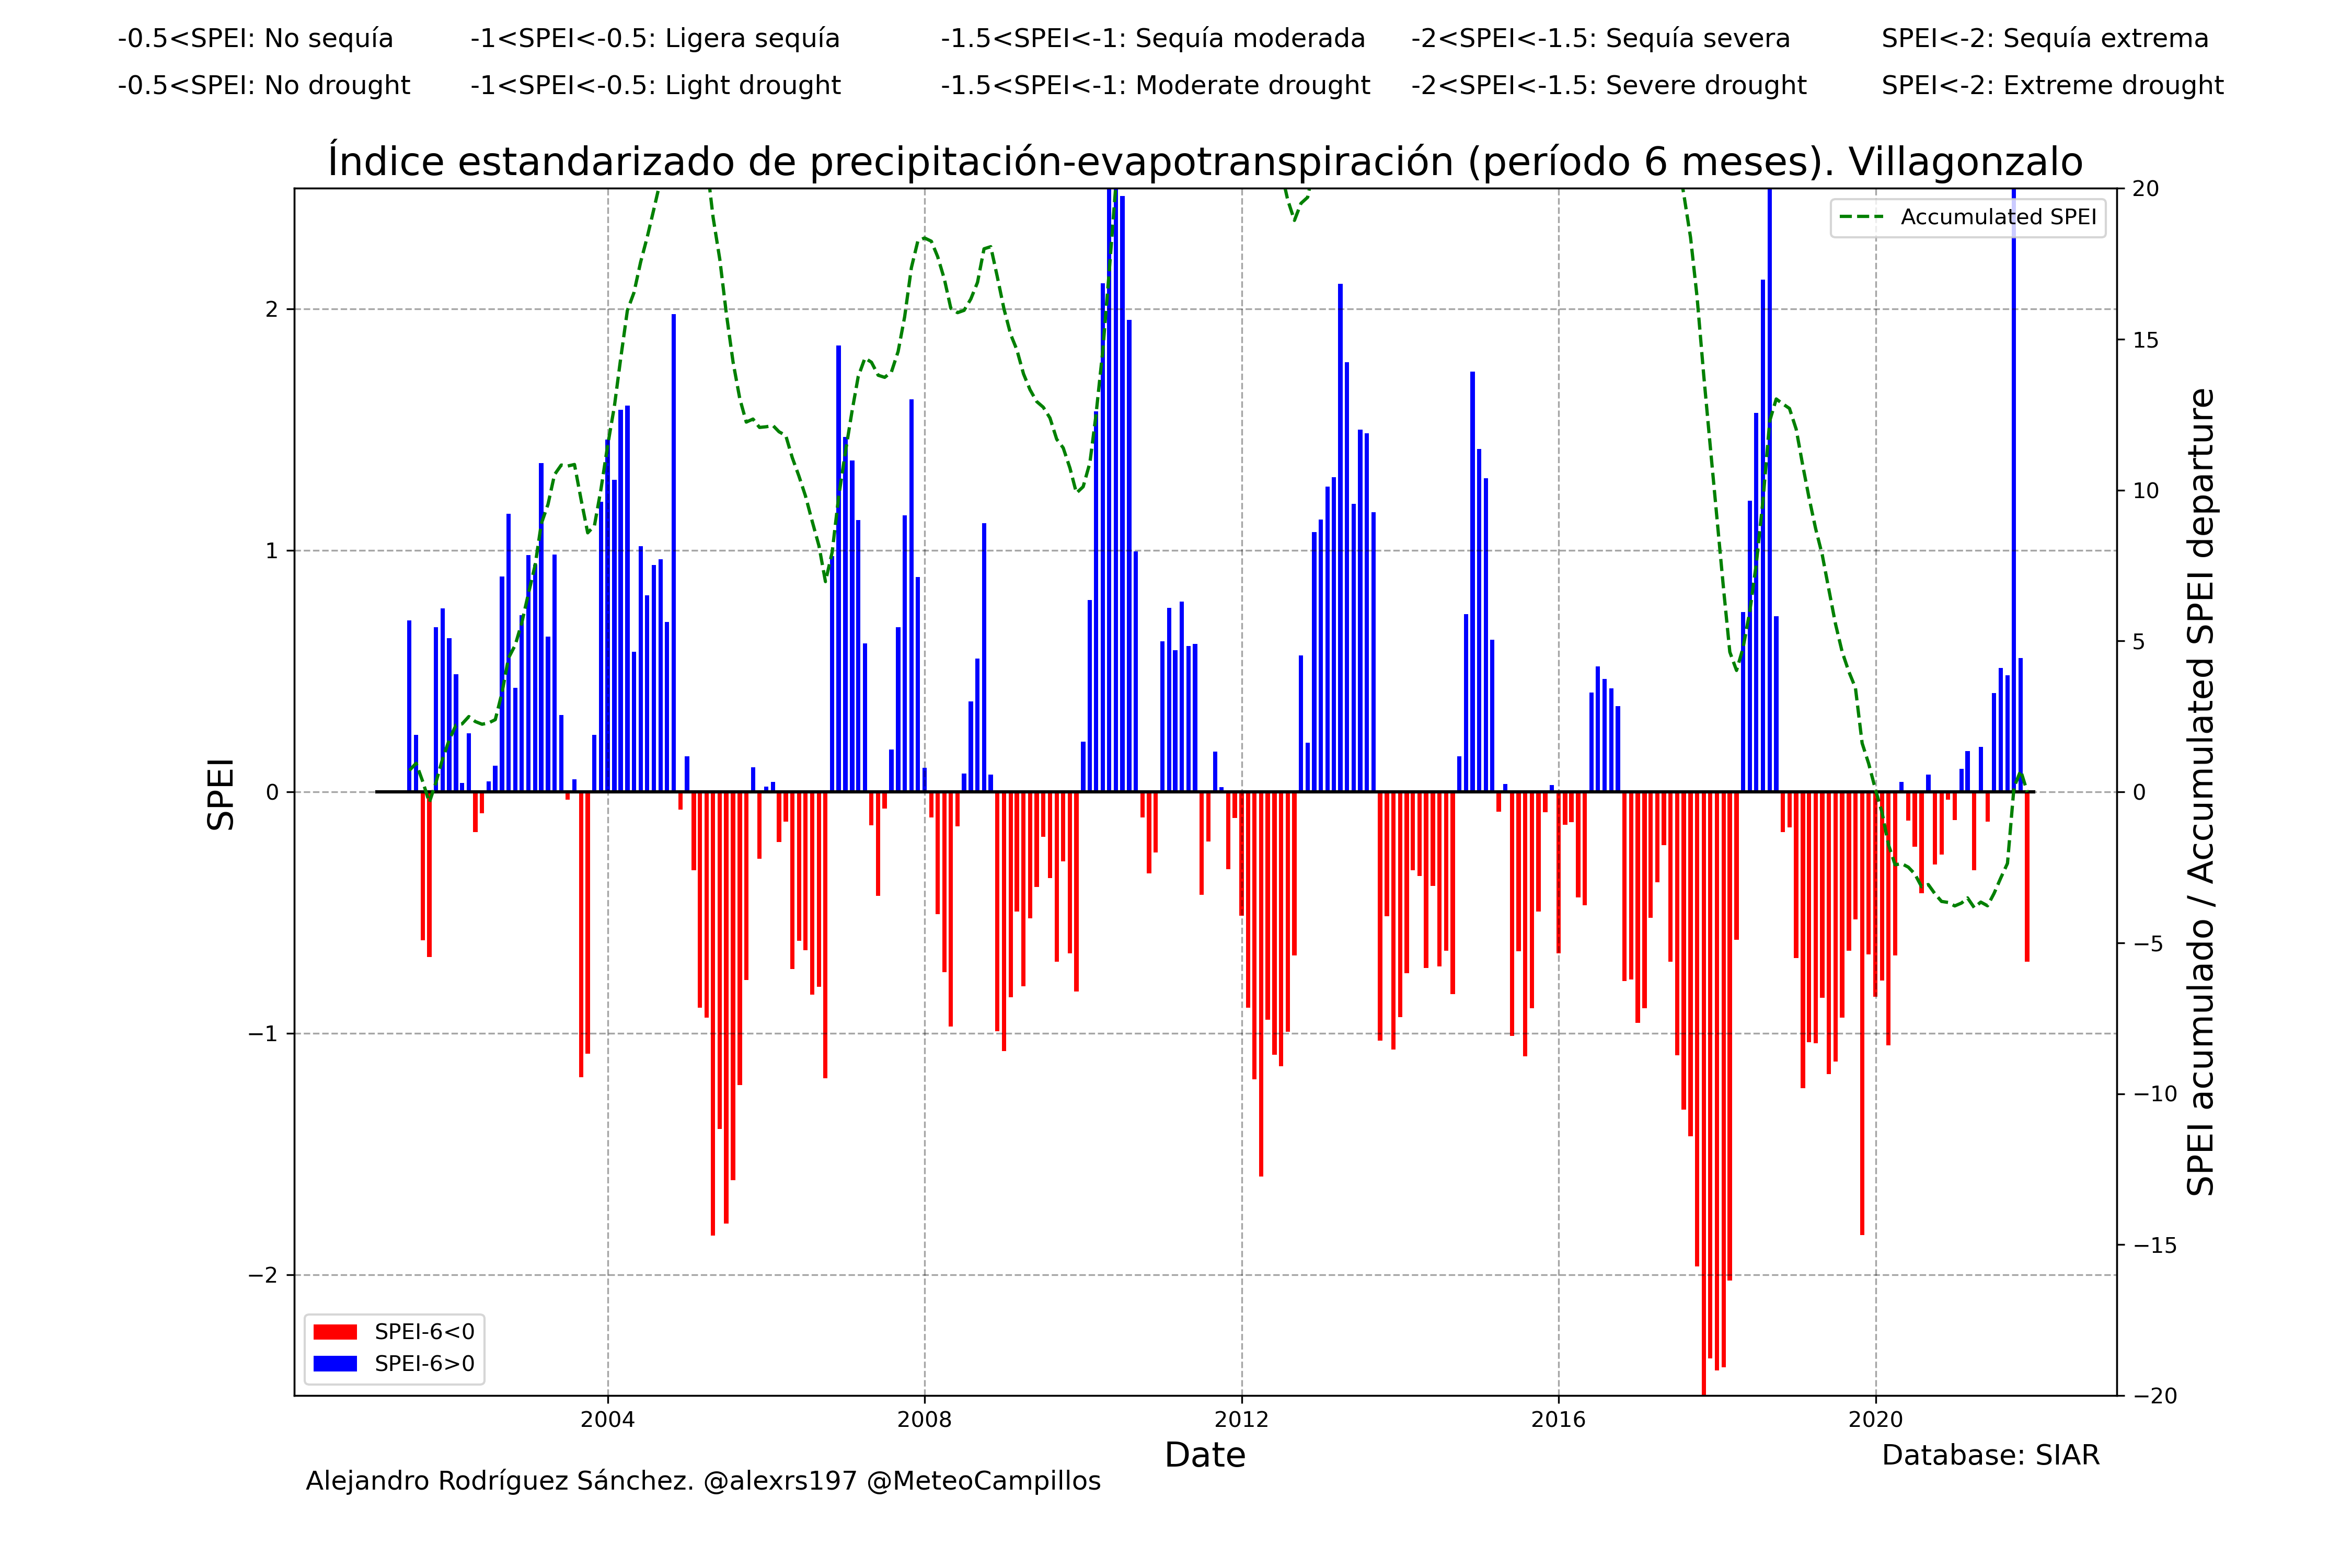 -0.5<SPEI: No sequía -1<SPEI<-0.5: Ligera sequía -1.5<SPEI<-1: Sequía moderada -2<SPEI<-1.5: Sequía severa SPEI<-2: Sequía extrema
-0.5<SPEI: No drought -1<SPEI<-0.5: Light drought -1.5<SPEI<-1: Moderate drought -2<SPEI<-1.5: Severe drought SPEI<-2: Extreme drought
Índice estandarizado de precipitación-evapotranspiración (período 6 meses). Villagonzalo
SPEI
2
1
0
−1
−2
Accumulated SPEI
20
15
10
5
0
−5
−10
−15
−20
SPEI acumulado / Accumulated SPEI departure
SPEI-6<0
SPEI-6>0
2004 2008 2012 2016 2020
Date
Database: SIAR
Alejandro Rodríguez Sánchez. @alexrs197 @MeteoCampillos